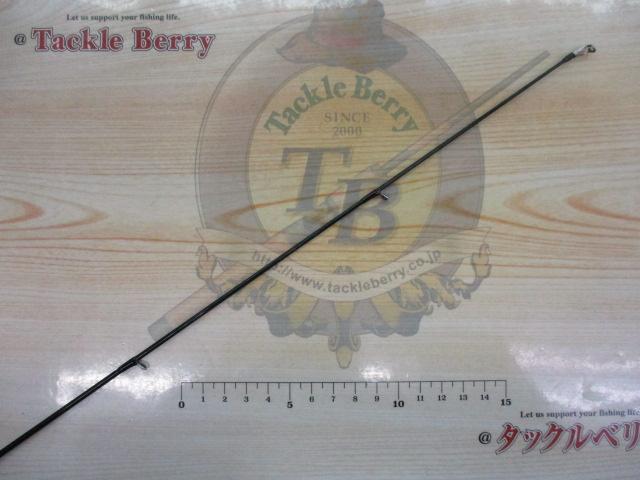 Let us support your fishing life.
@ Tackle Berry
Tackle Berry
SINCE
2000
TB
http://www.tackleberry.co.jp
0 1 2 3 4 5 6 7 8 9 10 11 12 13 14 15
Let us support your fishing life.
@ タックルベリ